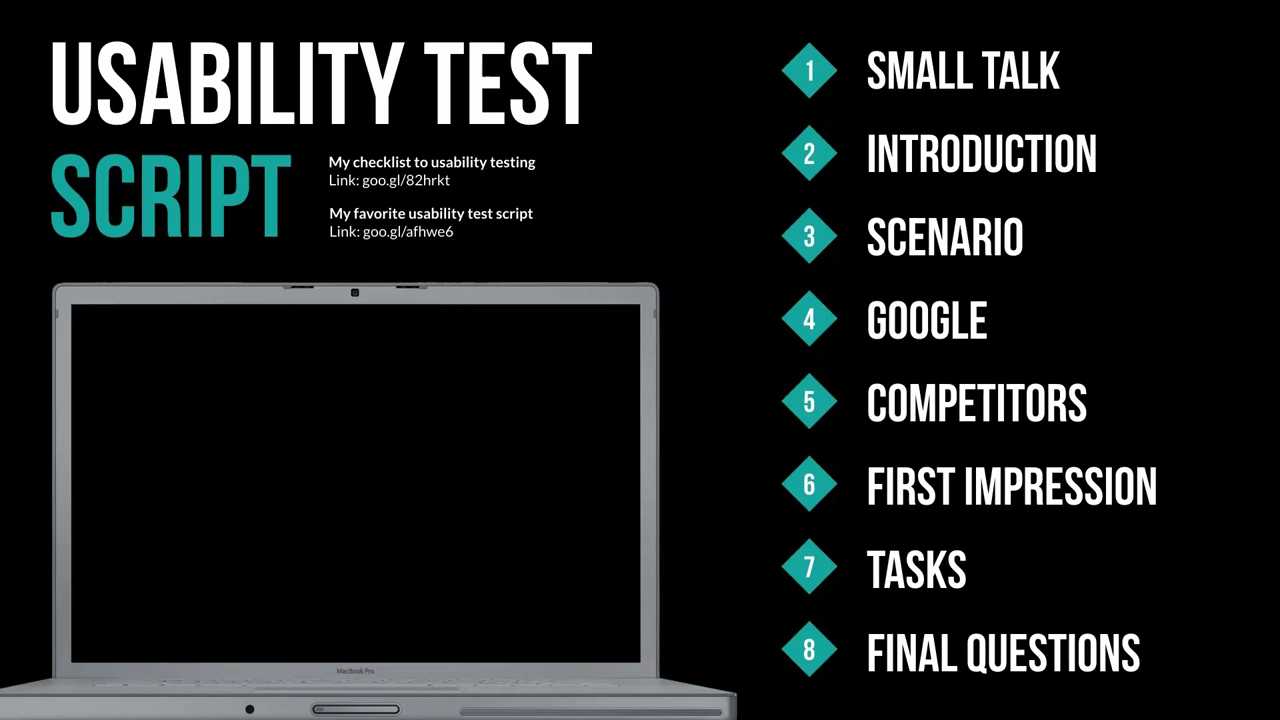 USABILITY TEST
SCRIPT
My checklist to usability testing
Link: goo.gl/82hrkt
My favorite usability test script
Link: goo.gl/afhwe6
MacBook Pro
1 SMALL TALK
2 INTRODUCTION
3 SCENARIO
4 GOOGLE
5 COMPETITORS
6 FIRST IMPRESSION
7 TASKS
8 FINAL QUESTIONS